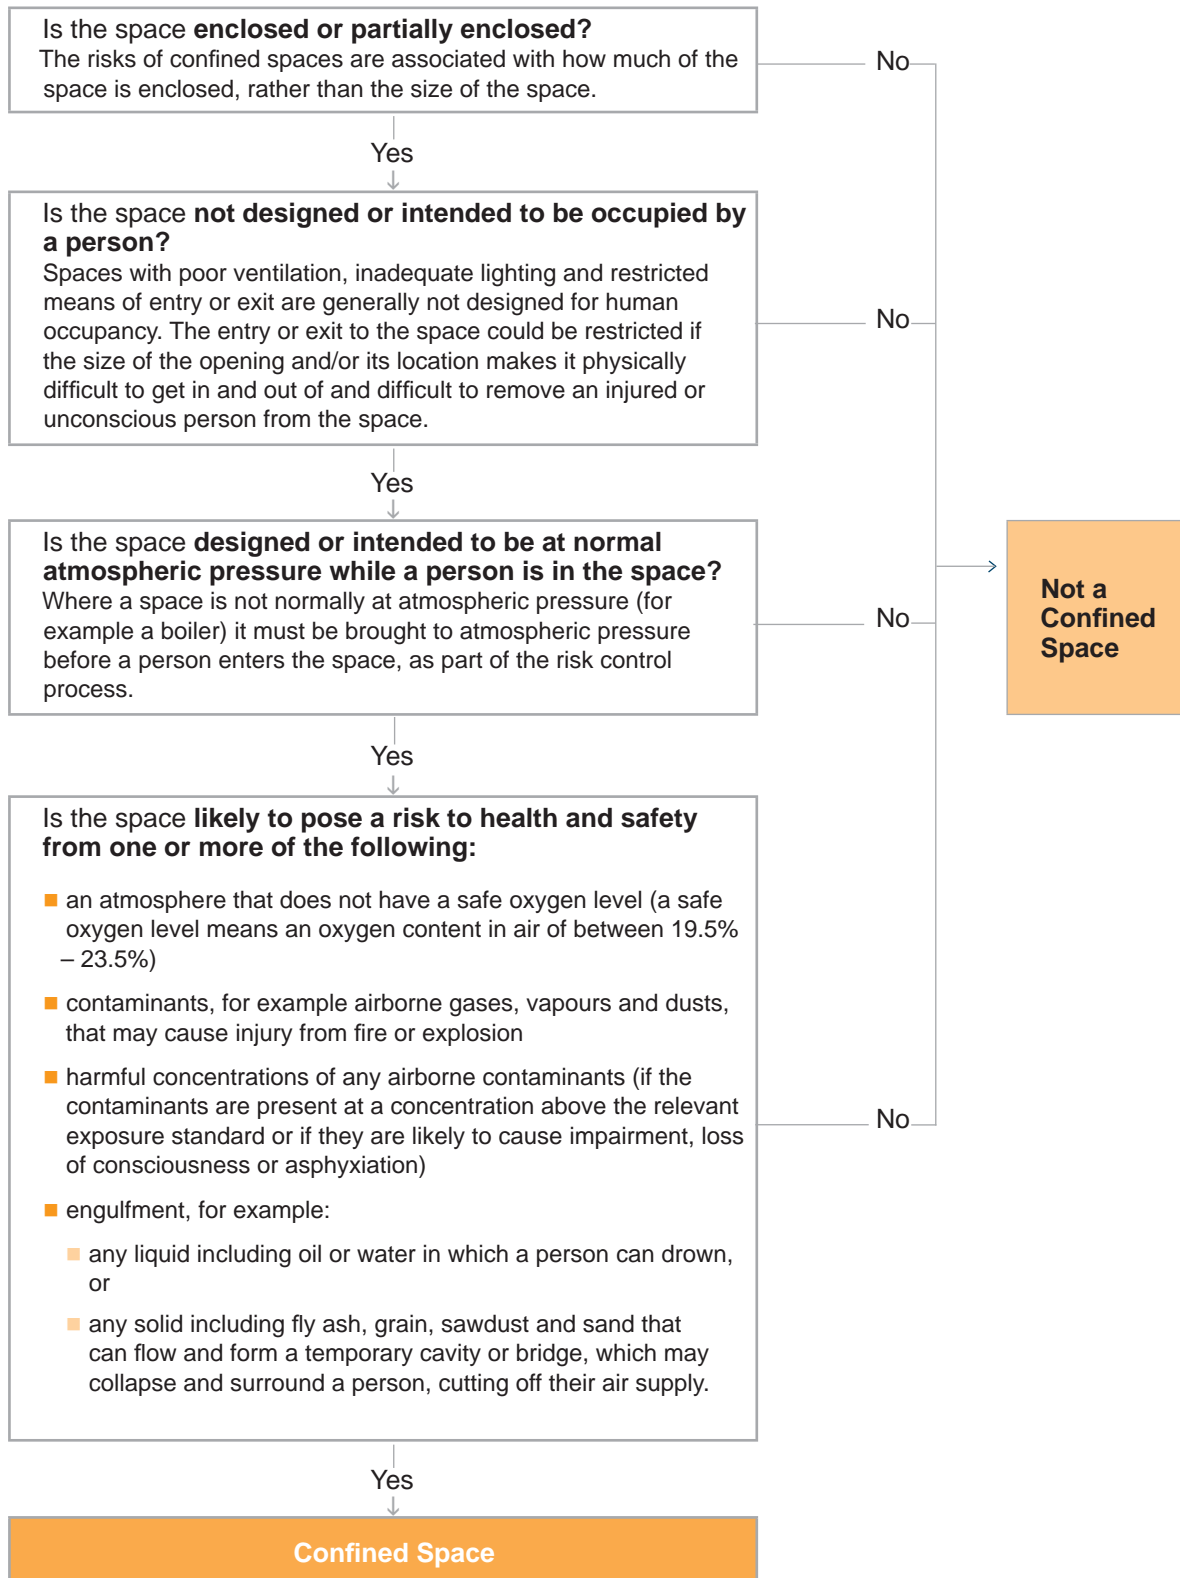 Is the space enclosed or partially enclosed?
The risks of confined spaces are associated with how much of the
space is enclosed, rather than the size of the space.
No
Yes
Is the space not designed or intended to be occupied by
a person?
Spaces with poor ventilation, inadequate lighting and restricted
means of entry or exit are generally not designed for human
occupancy. The entry or exit to the space could be restricted if
the size of the opening and/or its location makes it physically
difficult to get in and out of and difficult to remove an injured or
unconscious person from the space.
No
Yes
Is the space designed or intended to be at normal
atmospheric pressure while a person is in the space?
Where a space is not normally at atmospheric pressure (for
example a boiler) it must be brought to atmospheric pressure
before a person enters the space, as part of the risk control
process.
No
Not a
Confined
Space
Yes
Is the space likely to pose a risk to health and safety
from one or more of the following:
an atmosphere that does not have a safe oxygen level (a safe
oxygen level means an oxygen content in air of between 19.5%
– 23.5%)
contaminants, for example airborne gases, vapours and dusts,
that may cause injury from fire or explosion
harmful concentrations of any airborne contaminants (if the
contaminants are present at a concentration above the relevant
exposure standard or if they are likely to cause impairment, loss
of consciousness or asphyxiation)
No
engulfment, for example:
any liquid including oil or water in which a person can drown,
or
any solid including fly ash, grain, sawdust and sand that
can flow and form a temporary cavity or bridge, which may
collapse and surround a person, cutting off their air supply.
Yes
Confined Space